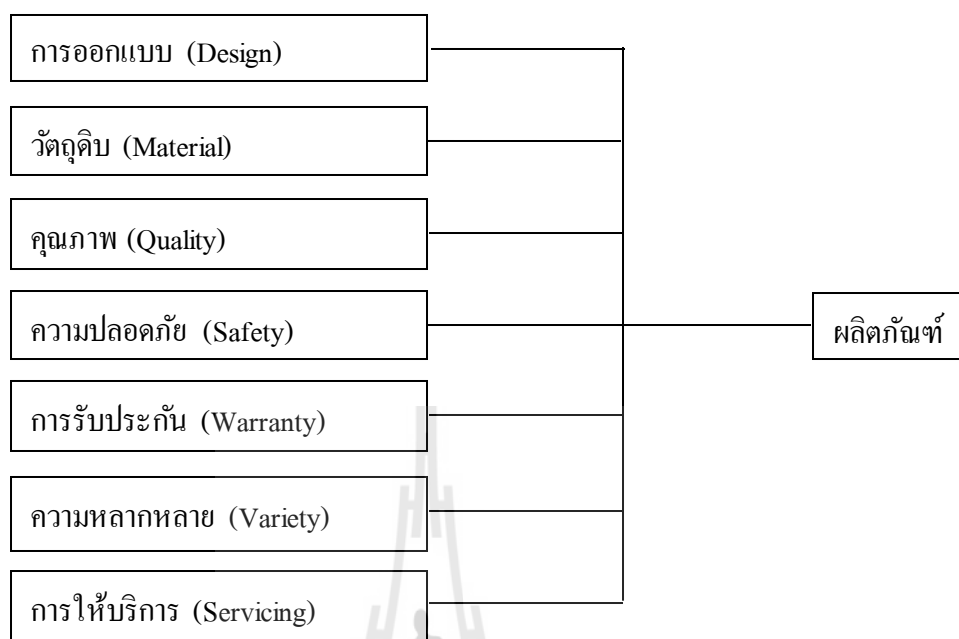 การออกแบบ (Design)
วัตถุดิบ (Material)
คุณภาพ (Quality)
ความปลอดภัย (Safety)
ผลิตภัณฑ์
การรับประกัน (Warranty)
ความหลากหลาย (Variety)
การให้บริการ (Servicing)